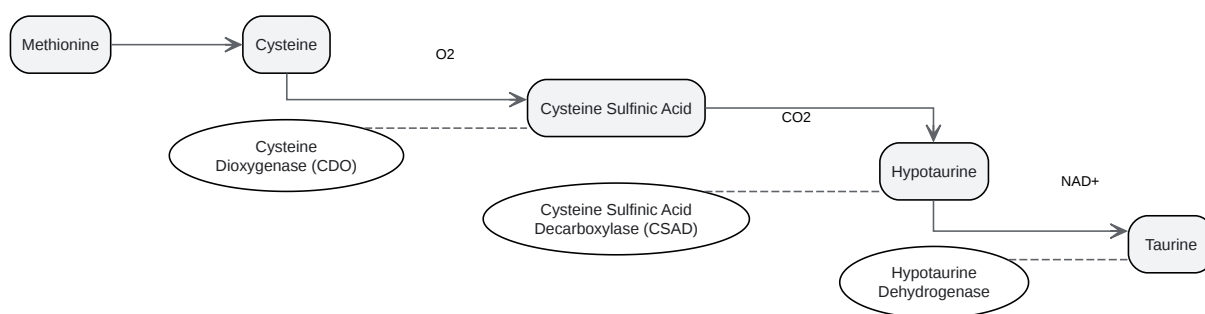 Methionine
Cysteine
O2
Cysteine Sulfinic Acid
CO2
Cysteine
Dioxygenase (CDO)
Hypotaurine
NAD+
Cysteine Sulfinic Acid
Decarboxylase (CSAD)
Taurine
Hypotaurine
Dehydrogenase